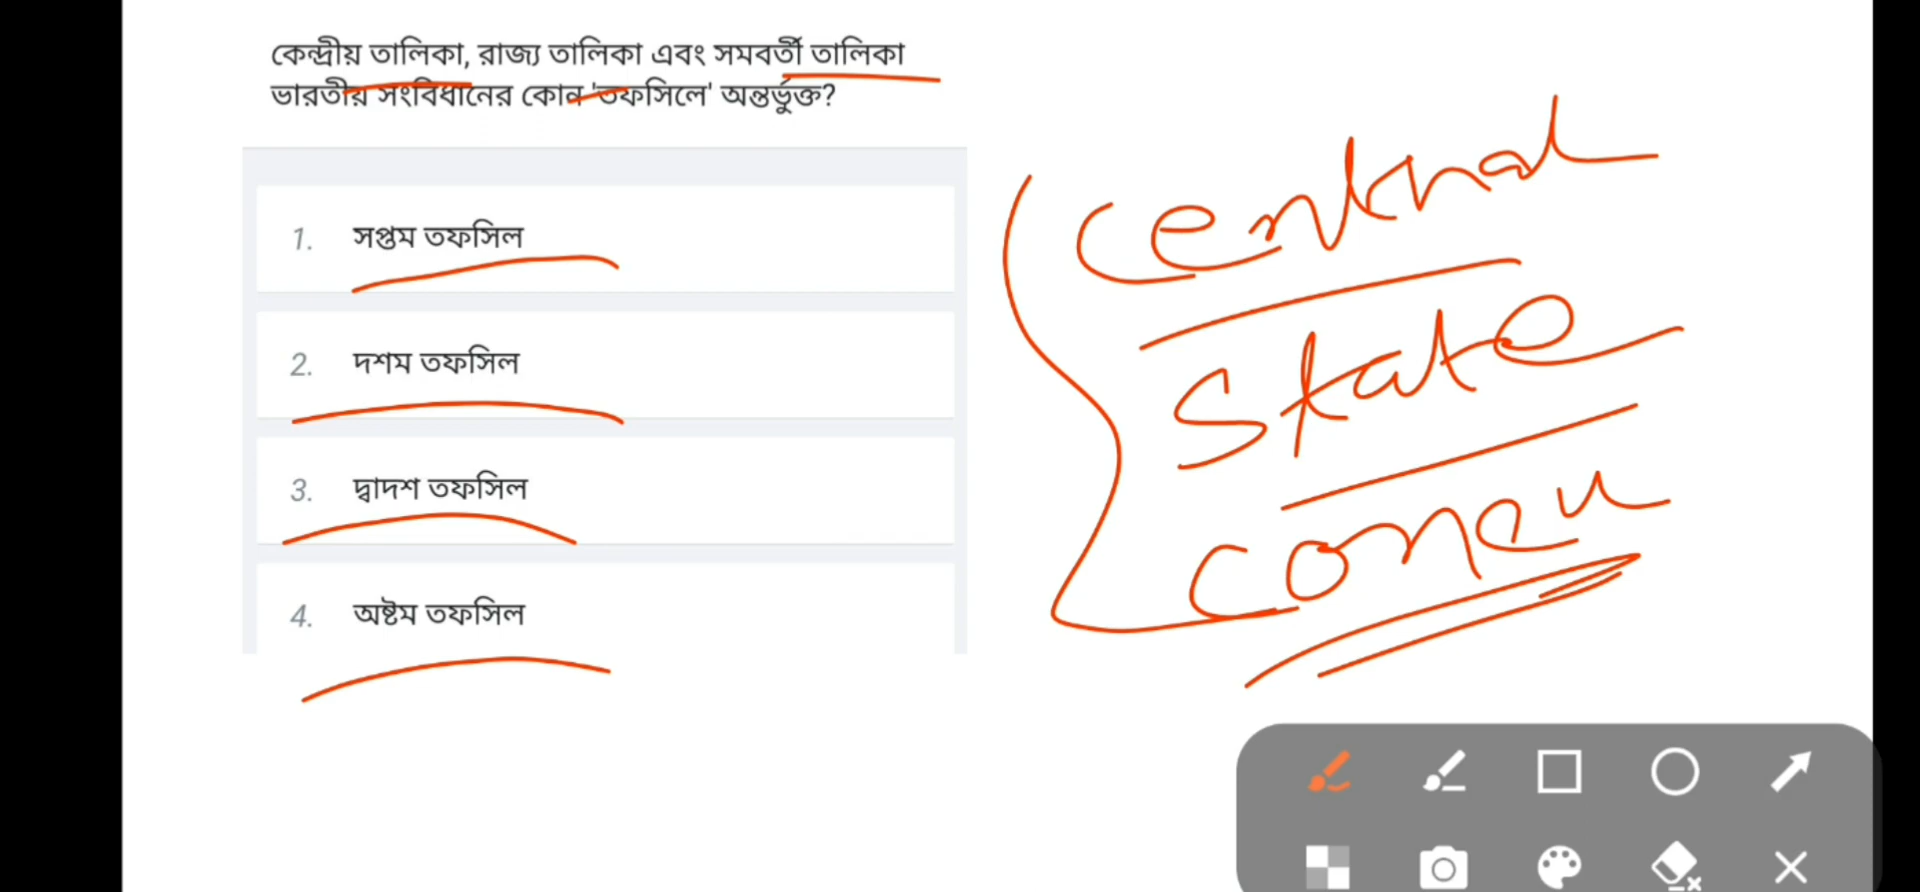 কেন্দ্রীয় তালিকা, রাজ্য তালিকা এবং সমবর্তী তালিকা
ভারতীয় সংবিধানের কোন 'তফসিলে' অন্তর্ভুক্ত?
1. সপ্তম তফসিল
2. দশম তফসিল
3. দ্বাদশ তফসিল
4. অষ্টম তফসিল
Central
State